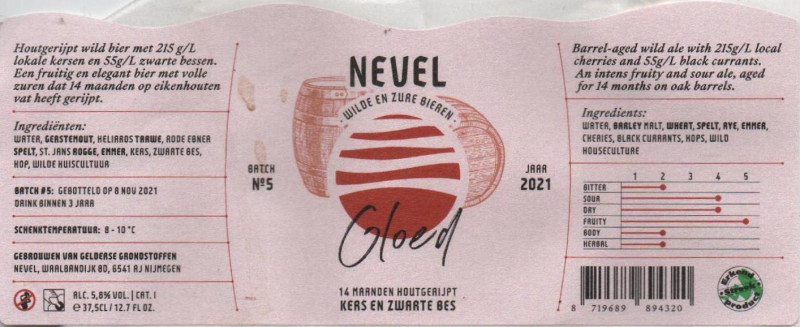 Houtgerijpt wild bier met 215 g/L
lokale kersen en 55g/L zwarte bessen.
Een fruitig en elegant bier met volle
zuren dat 14 maanden op eikenhouten
vat heeft gerijpt.
Ingrediënten:
WATER, GERSTEMOUT, HELIAROS TARWE, RODE EBNER
SPELT, ST. JANS ROGGE, EMMER, KERS, ZWARTE BES,
HOP, WILDE HUISCULTUUR
BATCH #5: GEBOTTELD OP 8 NOV 2021
DRINK BINNEN 3 JAAR
SCHENKTEMPERATUUR: 8 - 10 °C
GEBROUWEN VAN GELDERSE GRONDSTOFFEN
NEVEL, WAALBANDIJK 8D, 6541 AJ NIJMEGEN
ALC. 5,8% VOL. | CAT. I
e 37,5CL / 12.7 FL OZ.
NEVEL
- WILDE EN ZURE BIEREN -
BATCH
Nº5
JAAR
2021
Gloed
14 MAANDEN HOUTGERIJPT
KERS EN ZWARTE BES
Barrel-aged wild ale with 215g/L local
cherries and 55g/L black currants.
An intens fruity and sour ale, aged
for 14 months on oak barrels.
Ingredients:
WATER, BARLEY MALT, WHEAT, SPELT, RYE, EMMER,
CHERIES, BLACK CURRANTS, HOPS, WILD
HOUSECULTURE
1 2 3 4 5
BITTER
SOUR
DRY
FRUITY
BODY
HERBAL
8 719689 894320
Erkend
Streek
product